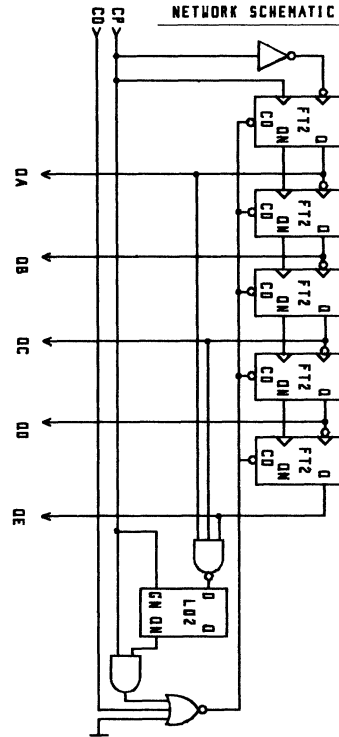 NETWORK SCHEMATIC
CD
CP
FT2
Q
CD
QN
QA
FT2
Q
CD
QN
QB
FT2
Q
CD
QN
QC
FT2
Q
CD
QN
QD
FT2
Q
CD
QN
QE
D
Q
LD2
GN
QN